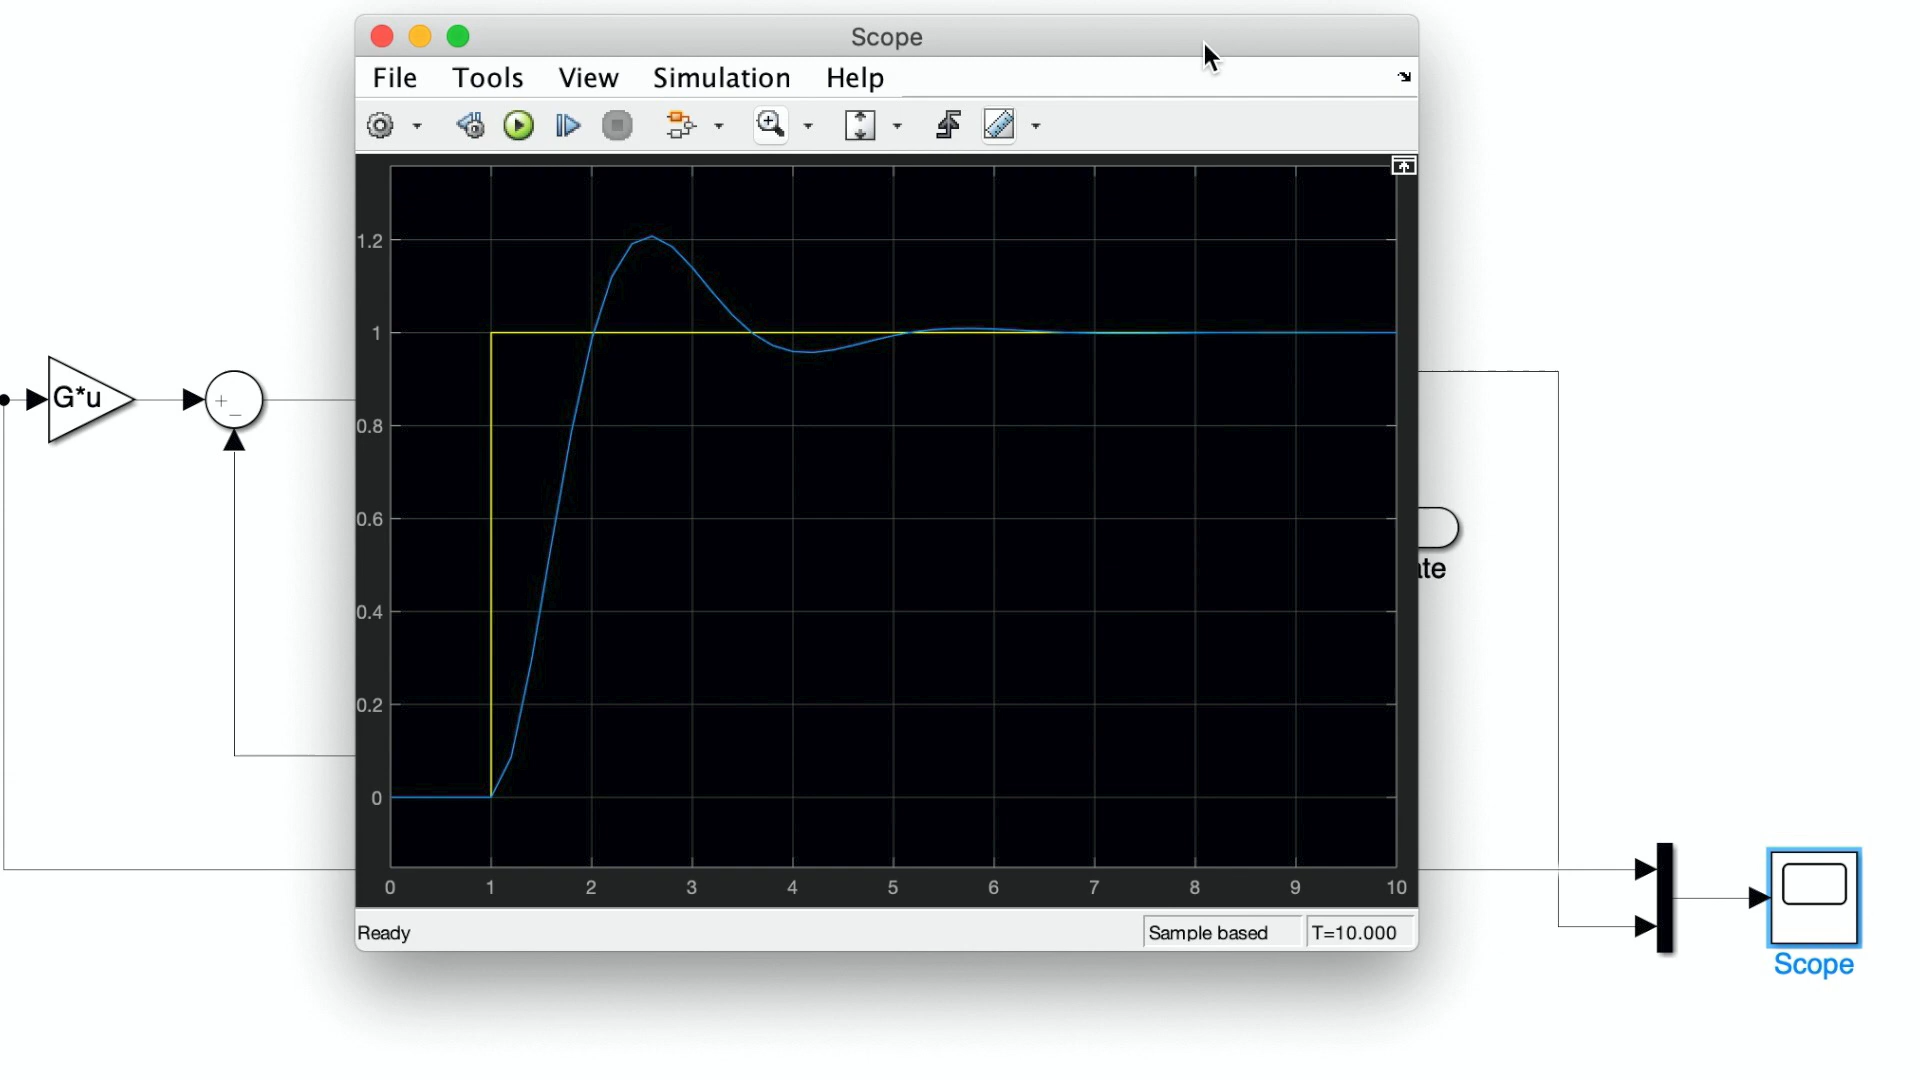 Scope
File Tools View Simulation Help
1.2
1
0.8
0.6
0.4
0.2
0
0 1 2 3 4 5 6 7 8 9 10
Ready Sample based T=10.000
G*u
+
_
ate
Scope